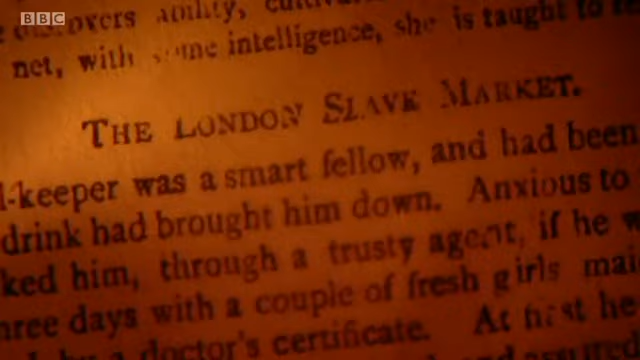 BBC
discovers ability,
net, with some intelligence, she is taught to
THE LONDON SLAVE MARKET.
-keeper was a smart fellow, and had been
drink had brought him down. Anxious to
ked him, through a trusty agent, if he
three days with a couple of fresh girls
by a doctor's certificate. At first he